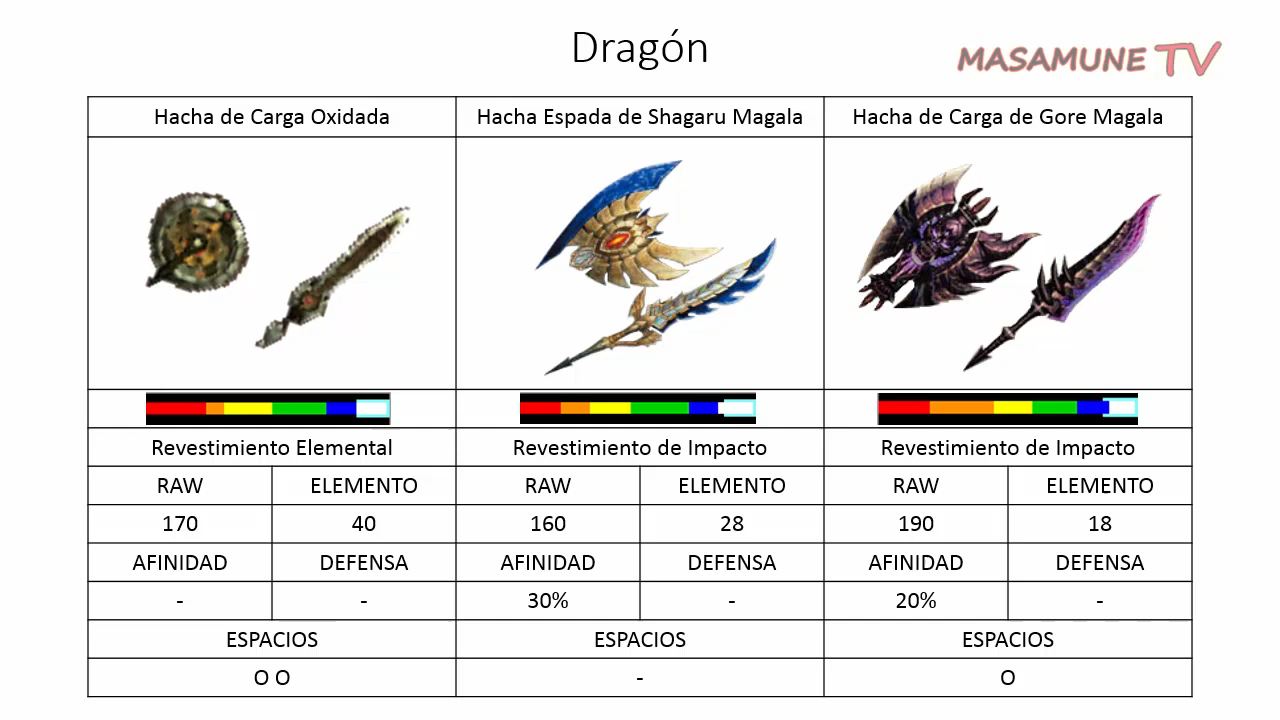 Dragón
MASAMUNE TV
Hacha de Carga Oxidada
Hacha Espada de Shagaru Magala
Hacha de Carga de Gore Magala
Revestimiento Elemental
Revestimiento de Impacto
Revestimiento de Impacto
RAW ELEMENTO RAW ELEMENTO RAW ELEMENTO
170 40 160 28 190 18
AFINIDAD DEFENSA AFINIDAD DEFENSA AFINIDAD DEFENSA
- - 30% - 20% -
ESPACIOS ESPACIOS ESPACIOS
O O - O